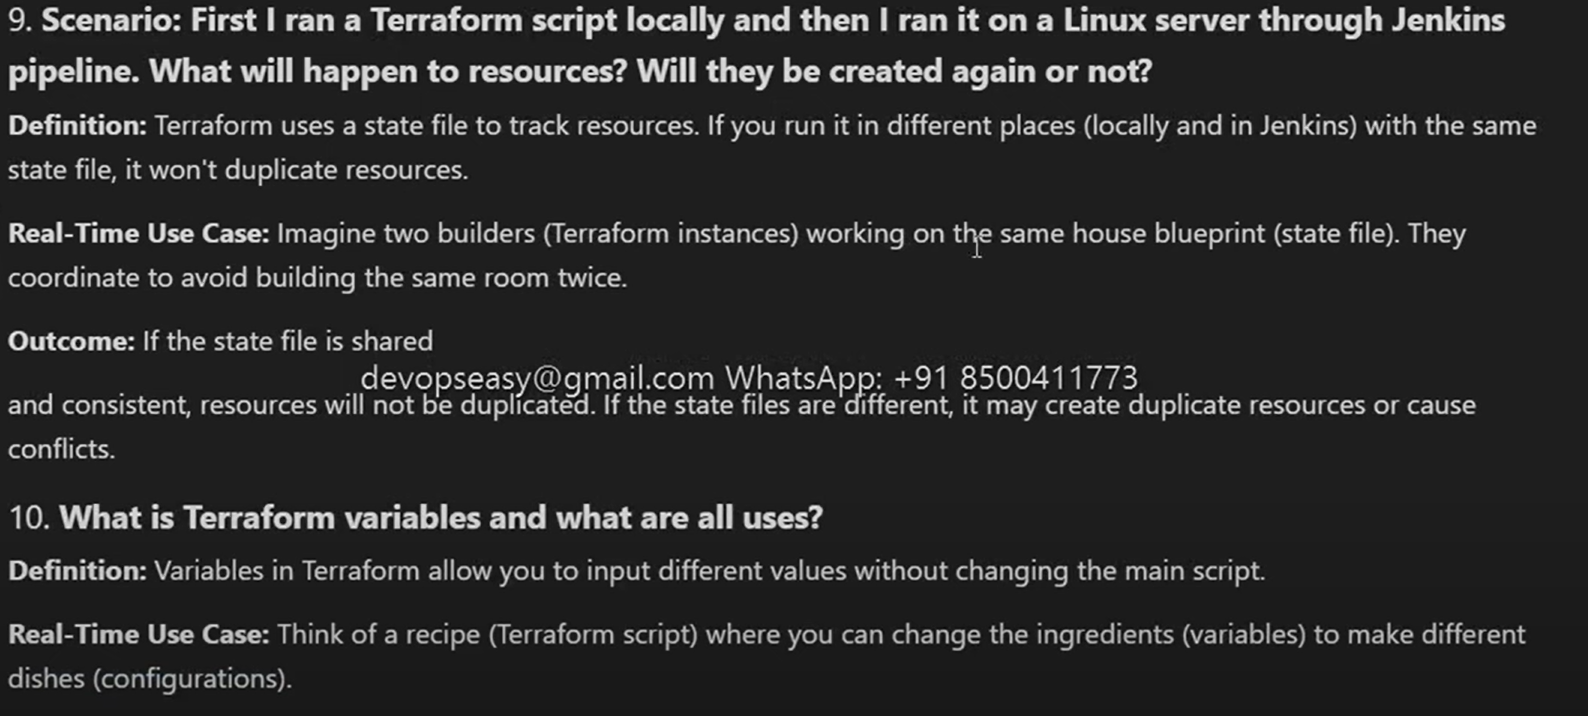 9. Scenario: First I ran a Terraform script locally and then I ran it on a Linux server through Jenkins
pipeline. What will happen to resources? Will they be created again or not?
Definition: Terraform uses a state file to track resources. If you run it in different places (locally and in Jenkins) with the same
state file, it won't duplicate resources.
Real-Time Use Case: Imagine two builders (Terraform instances) working on the same house blueprint (state file). They
coordinate to avoid building the same room twice.
Outcome: If the state file is shared
devopseasy@gmail.com WhatsApp: +91 8500411773
and consistent, resources will not be duplicated. If the state files are different, it may create duplicate resources or cause
conflicts.
10. What is Terraform variables and what are all uses?
Definition: Variables in Terraform allow you to input different values without changing the main script.
Real-Time Use Case: Think of a recipe (Terraform script) where you can change the ingredients (variables) to make different
dishes (configurations).